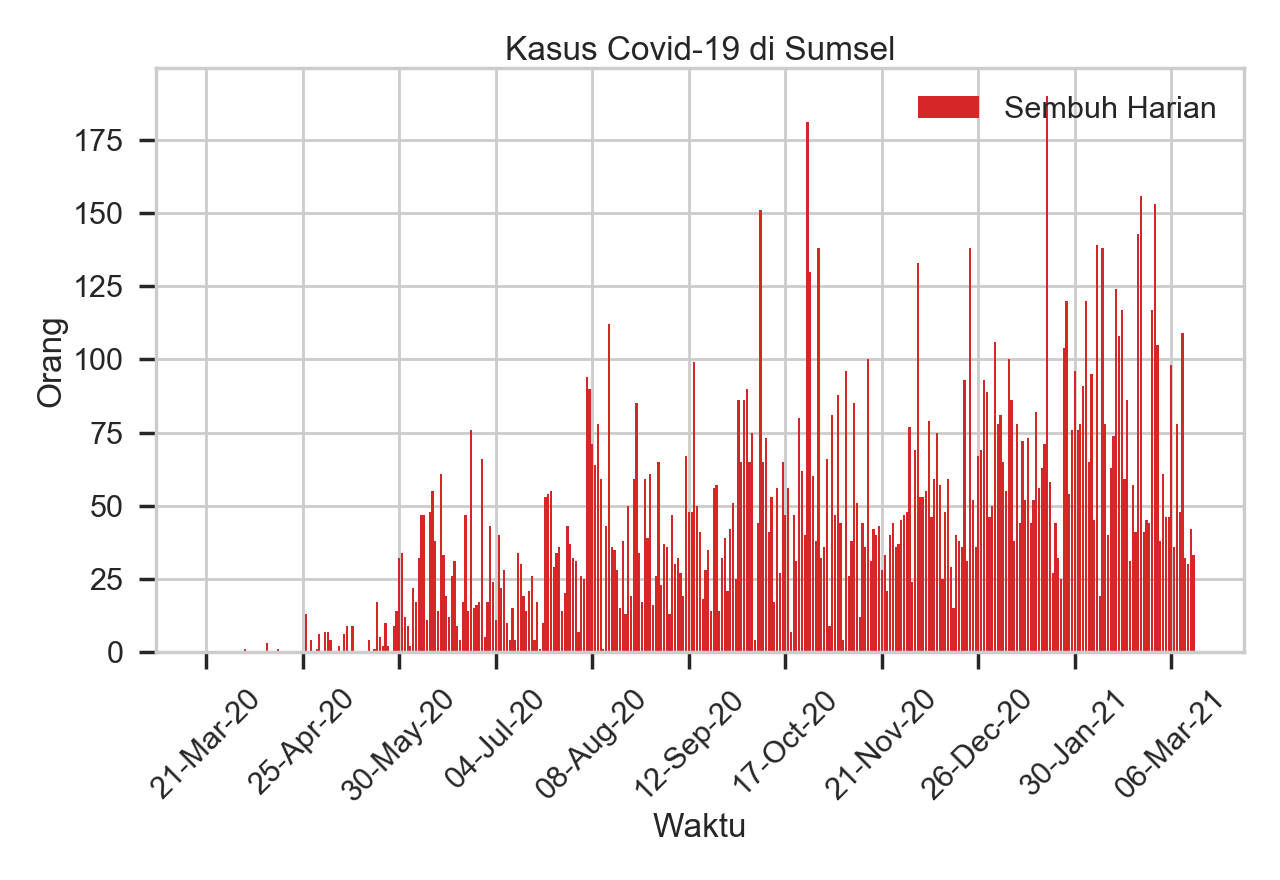 Kasus Covid-19 di Sumsel
Sembuh Harian
175
150
125
100
75
50
25
0
Orang
21-Mar-20
25-Apr-20
30-May-20
04-Jul-20
08-Aug-20
12-Sep-20
17-Oct-20
21-Nov-20
26-Dec-20
30-Jan-21
06-Mar-21
Waktu